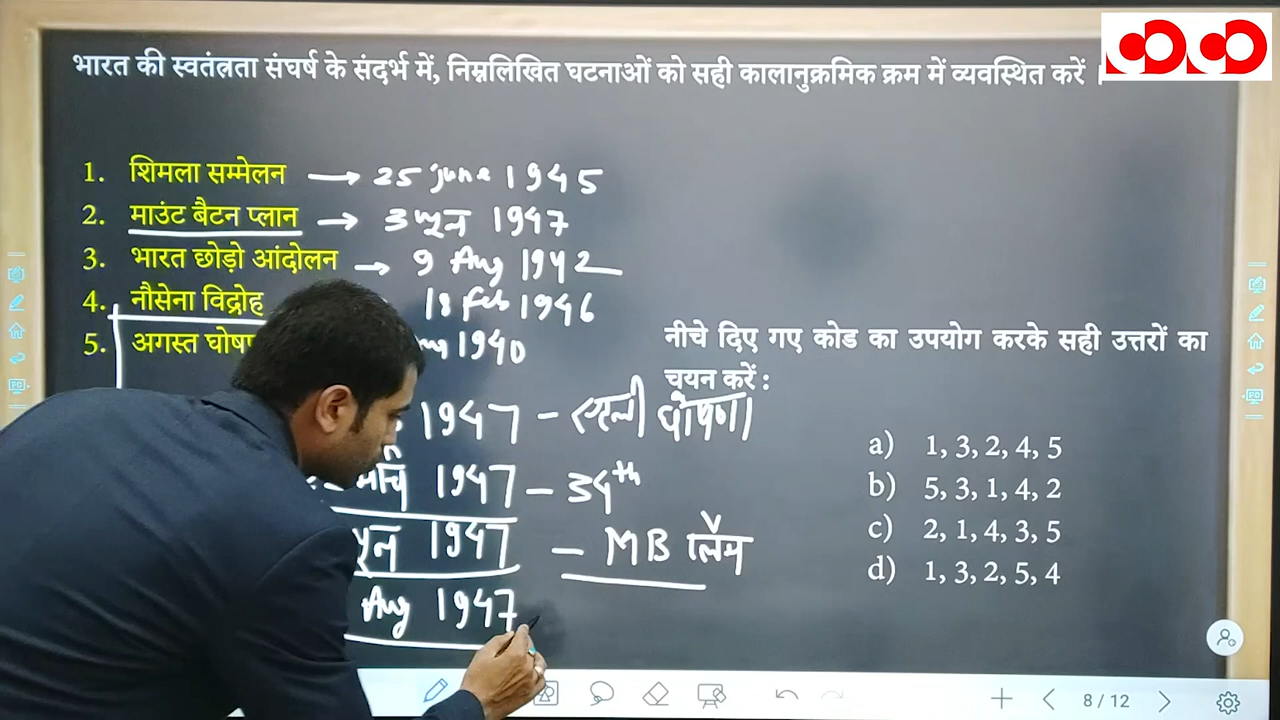 भारत की स्वतंत्रता संघर्ष के संदर्भ में, निम्नलिखित घटनाओं को सही कालानुक्रमिक क्रम में व्यवस्थित करें ।
1. शिमला सम्मेलन → 25 june 1945
2. माउंट बैटन प्लान → 3 जून 1947
3. भारत छोड़ो आंदोलन → 9 Aug 1942
4. नौसेना विद्रोह 18 Feb 1946
5. अगस्त 1940
नीचे दिए गए कोड का उपयोग करके सही उत्तरों का
चयन करें :
1947 - एटली घोषणा
1947 - 34th
1947 - MB प्लान
Aug 1947
a) 1, 3, 2, 4, 5
b) 5, 3, 1, 4, 2
c) 2, 1, 4, 3, 5
d) 1, 3, 2, 5, 4
8 / 12